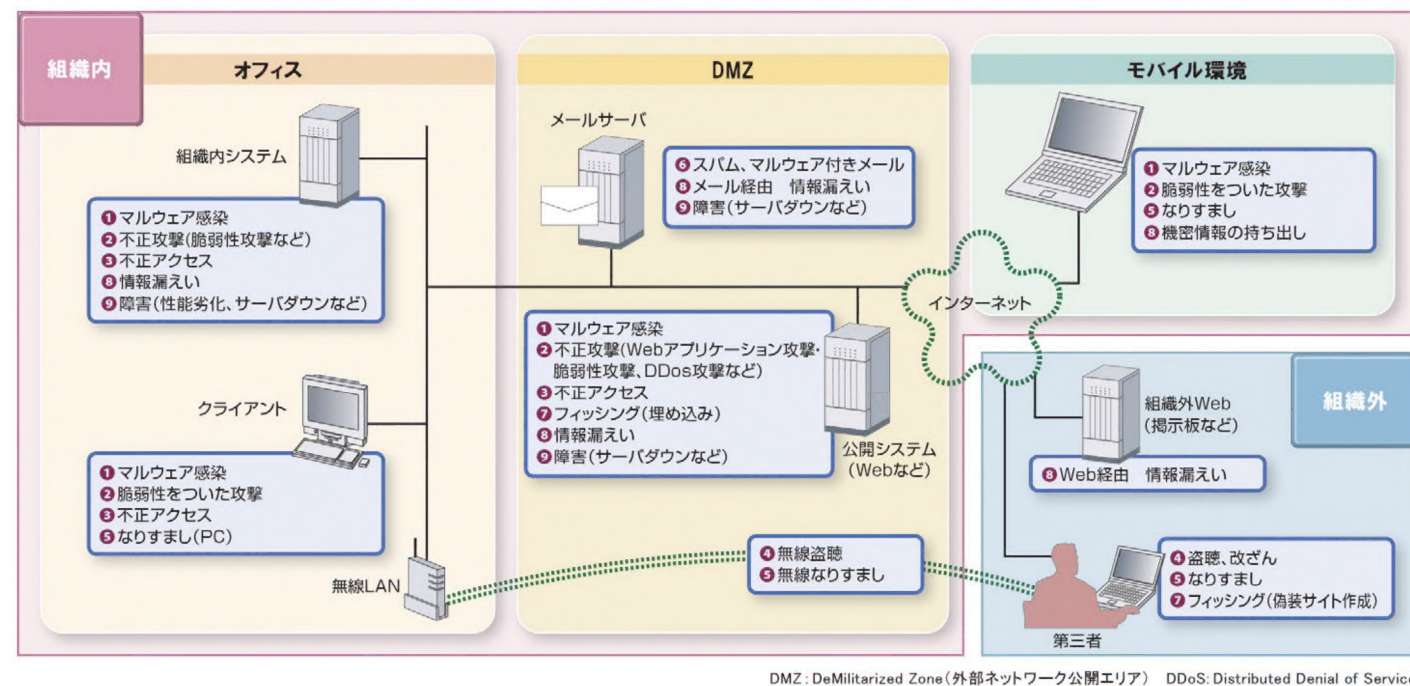 組織内
オフィス
組織内システム
❶マルウェア感染
❷不正攻撃(脆弱性攻撃など)
❸不正アクセス
❽情報漏えい
❾障害(性能劣化、サーバダウンなど)
クライアント
❶マルウェア感染
❷脆弱性をついた攻撃
❸不正アクセス
❺なりすまし(PC)
無線LAN
DMZ
メールサーバ
❻スパム、マルウェア付きメール
❽メール経由 情報漏えい
❾障害(サーバダウンなど)
❶マルウェア感染
❷不正攻撃(Webアプリケーション攻撃・
脆弱性攻撃、DDos攻撃など)
❸不正アクセス
❼フィッシング(埋め込み)
❽情報漏えい
❾障害(サーバダウンなど)
公開システム
(Webなど)
❹無線盗聴
❺無線なりすまし
モバイル環境
❶マルウェア感染
❷脆弱性をついた攻撃
❺なりすまし
❽機密情報の持ち出し
インターネット
組織外
組織外Web
(掲示板など)
❽Web経由 情報漏えい
❹盗聴、改ざん
❺なりすまし
❼フィッシング(偽装サイト作成)
第三者
DMZ:DeMilitarized Zone(外部ネットワーク公開エリア) DDoS:Distributed Denial of Service